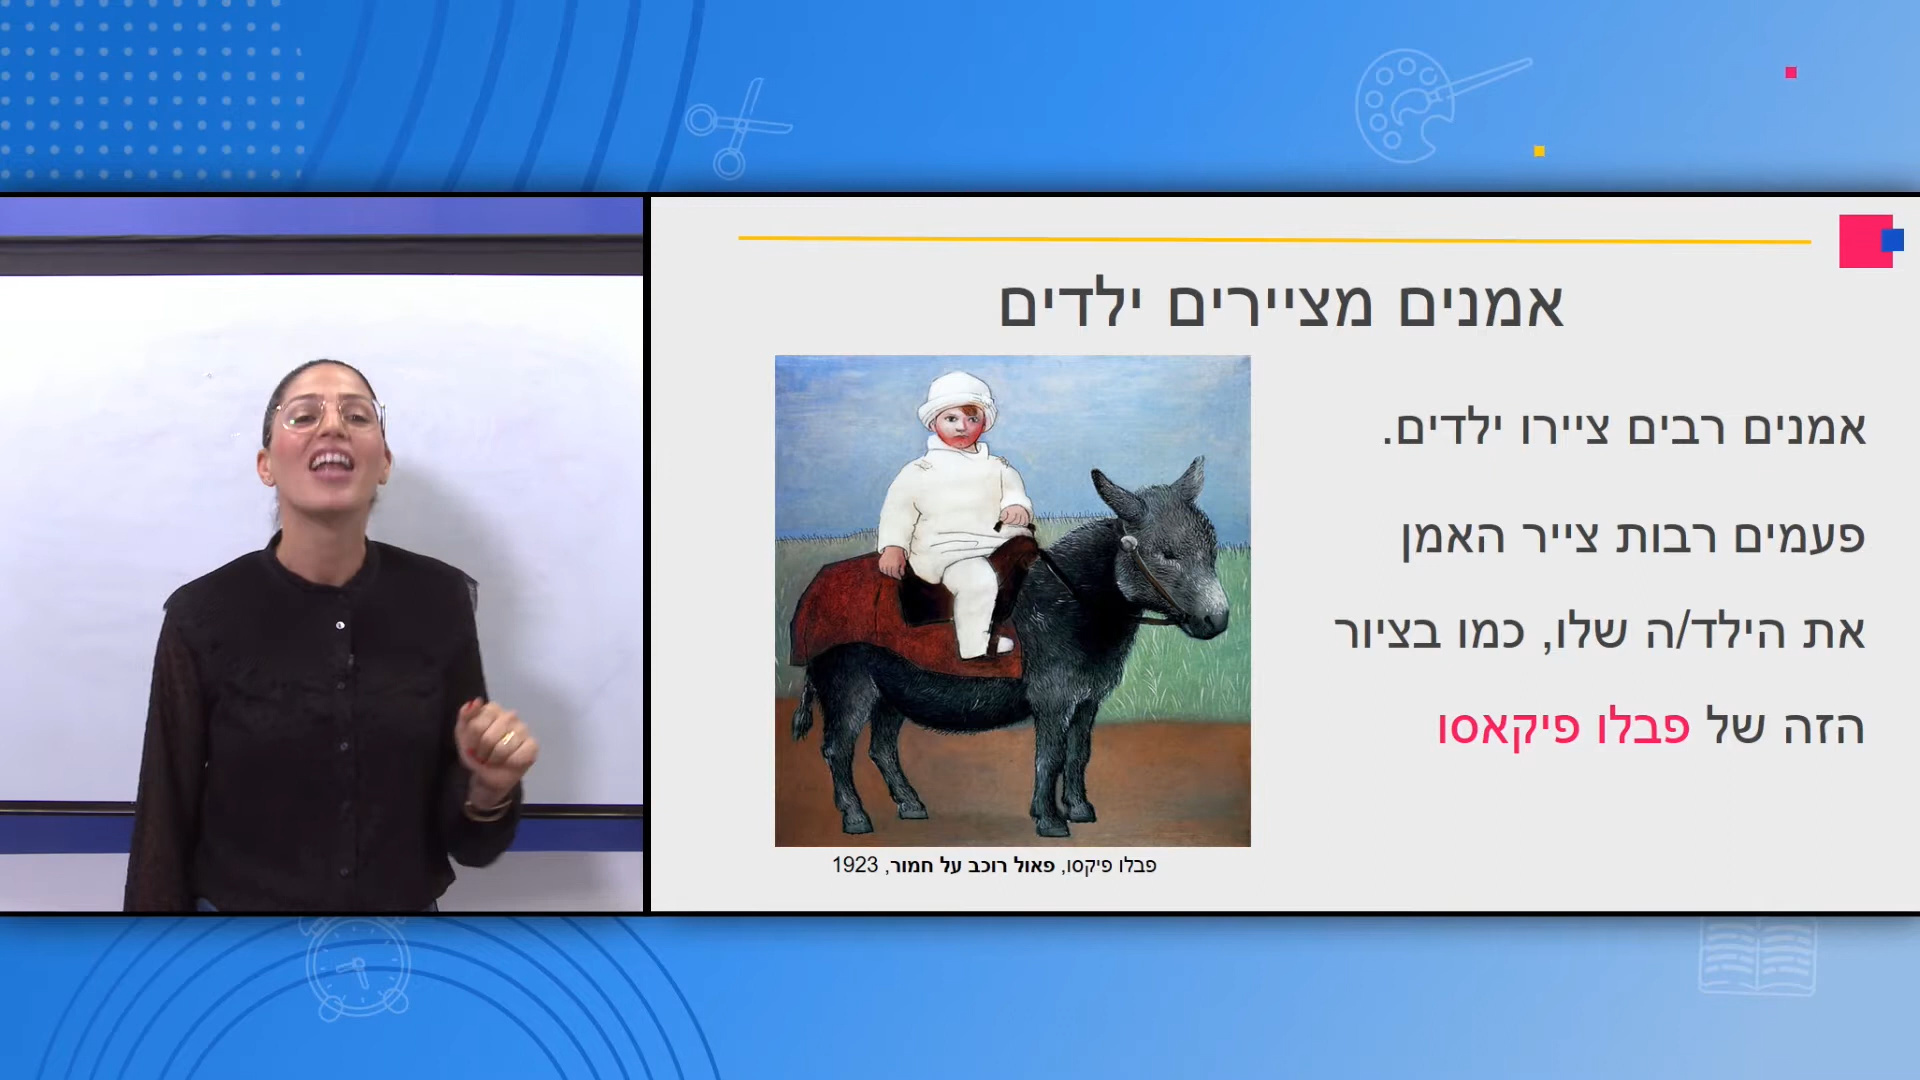 אמנים מציירים ילדים
אמנים רבים ציירו ילדים.
פעמים רבות צייר האמן
את הילד/ה שלו, כמו בציור
הזה של פבלו פיקאסו
פבלו פיקסו, פאול רוכב על חמור, 1923